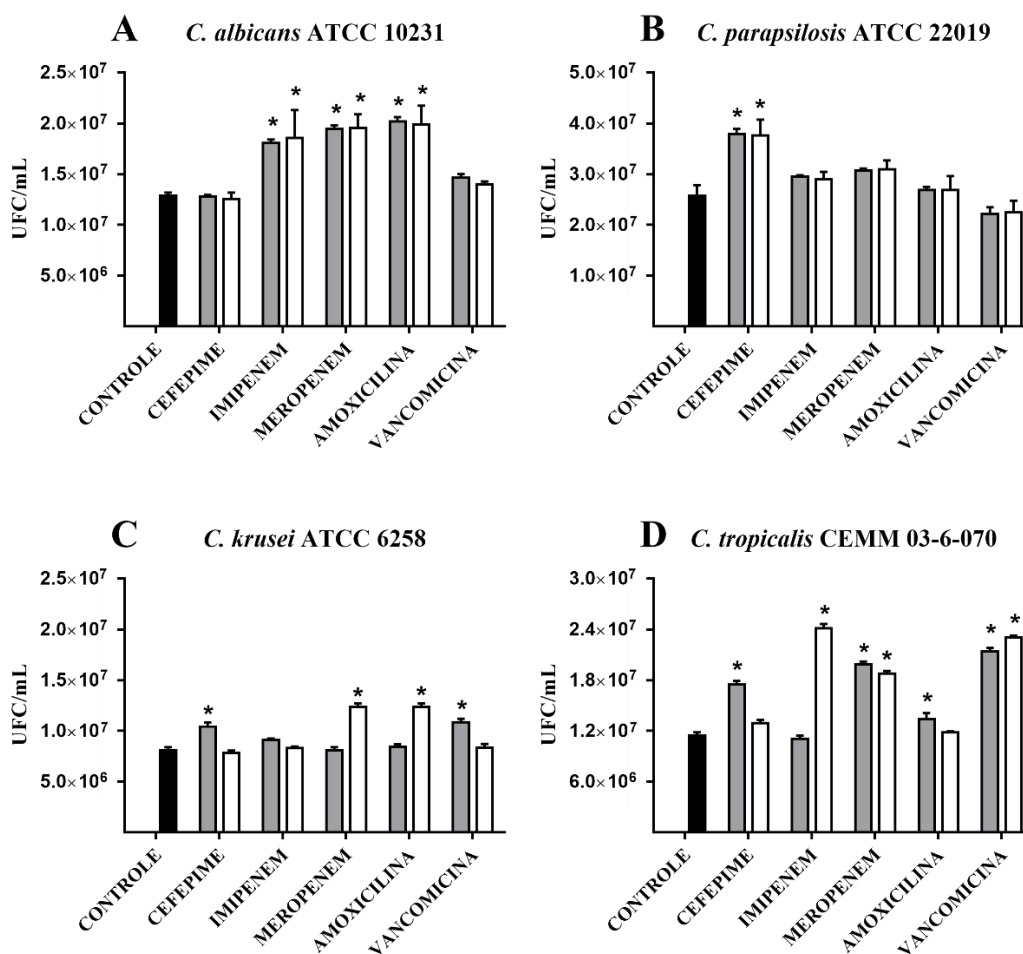 A C. albicans ATCC 10231
UFC/mL
2.5×10⁷
2.0×10⁷
1.5×10⁷
1.0×10⁷
5.0×10⁶
* * * * * *
CONTROLE
CEFEPIME
IMIPENEM
MEROPENEM
AMOXICILINA
VANCOMICINA
B C. parapsilosis ATCC 22019
UFC/mL
5.0×10⁷
4.0×10⁷
3.0×10⁷
2.0×10⁷
1.0×10⁷
* *
CONTROLE
CEFEPIME
IMIPENEM
MEROPENEM
AMOXICILINA
VANCOMICINA
C C. krusei ATCC 6258
UFC/mL
2.5×10⁷
2.0×10⁷
1.5×10⁷
1.0×10⁷
5.0×10⁶
* * * *
CONTROLE
CEFEPIME
IMIPENEM
MEROPENEM
AMOXICILINA
VANCOMICINA
D C. tropicalis CEMM 03-6-070
UFC/mL
3.0×10⁷
2.4×10⁷
1.8×10⁷
1.2×10⁷
6.0×10⁶
* * * * * * *
CONTROLE
CEFEPIME
IMIPENEM
MEROPENEM
AMOXICILINA
VANCOMICINA